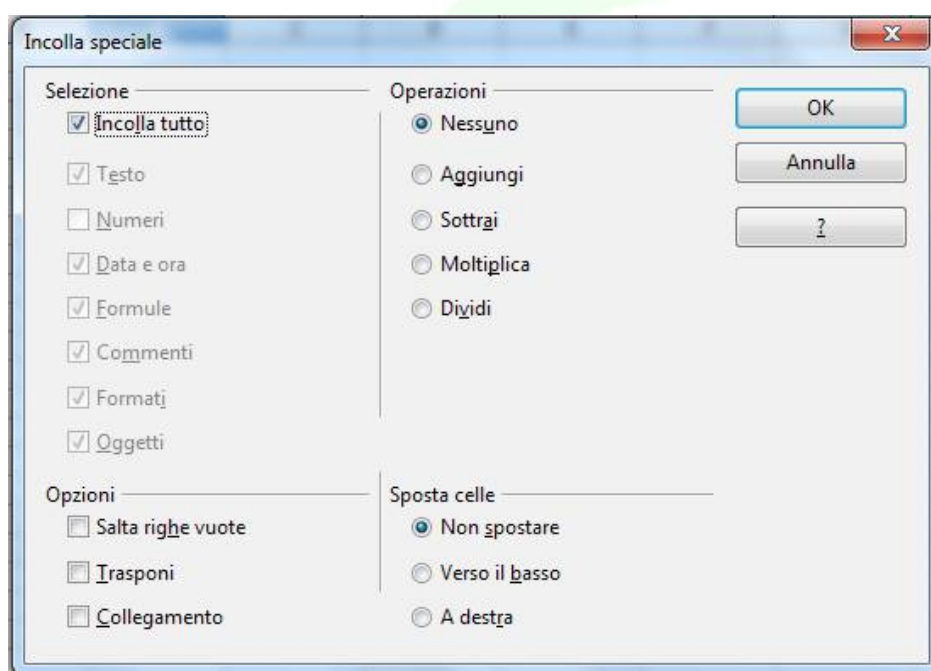 Incolla speciale
Selezione
Incolla tutto
Testo
Numeri
Data e ora
Formule
Commenti
Formati
Oggetti
Operazioni
Nessuno
Aggiungi
Sottrai
Moltiplica
Dividi
OK
Annulla
?
Opzioni
Salta righe vuote
Trasponi
Collegamento
Sposta celle
Non spostare
Verso il basso
A destra